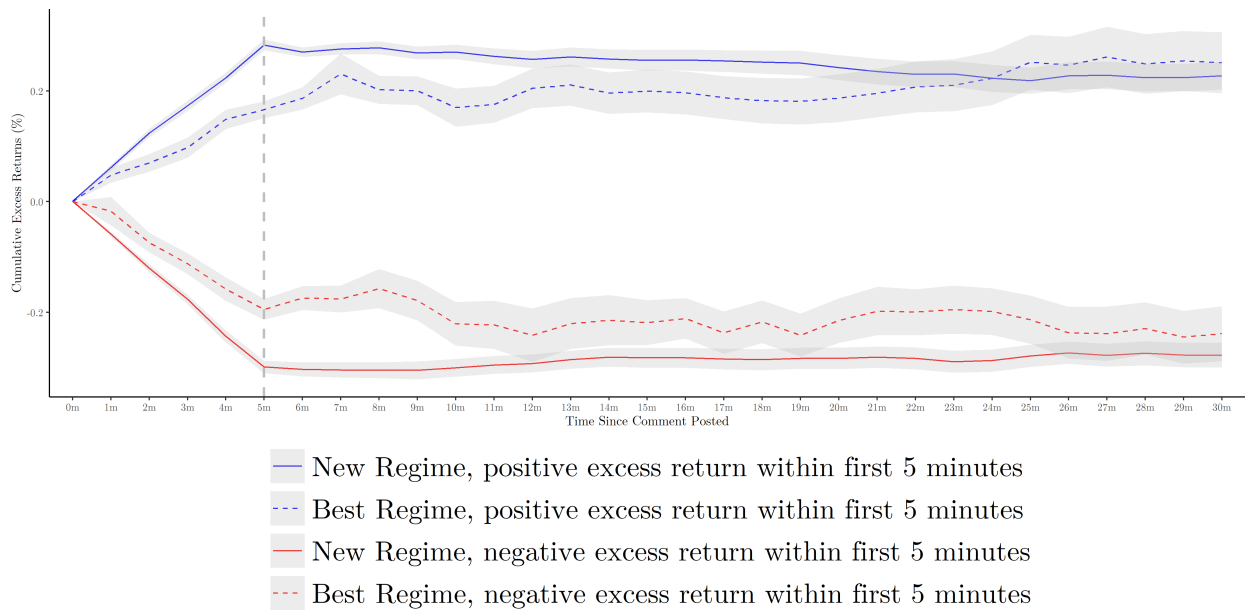 Cumulative Excess Returns (%)
0.2
0.0
-0.2
0m 1m 2m 3m 4m 5m 6m 7m 8m 9m 10m 11m 12m 13m 14m 15m 16m 17m 18m 19m 20m 21m 22m 23m 24m 25m 26m 27m 28m 29m 30m
Time Since Comment Posted
New Regime, positive excess return within first 5 minutes
Best Regime, positive excess return within first 5 minutes
New Regime, negative excess return within first 5 minutes
Best Regime, negative excess return within first 5 minutes